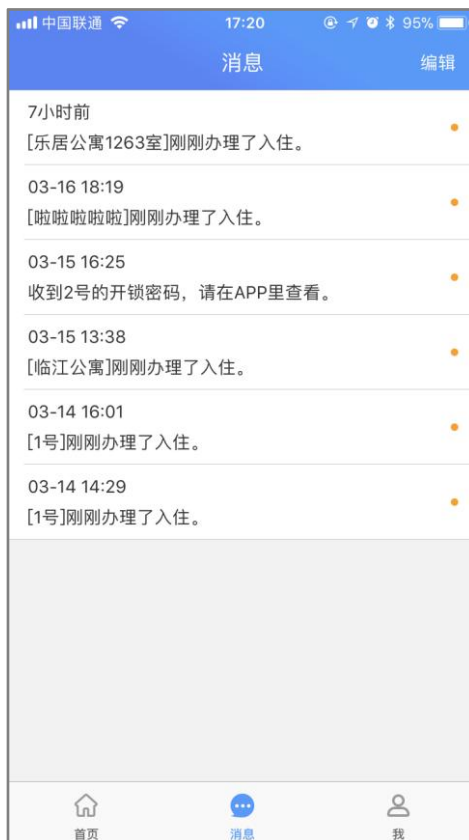 中国联通 17:20 95%
消息 编辑
7小时前
[乐居公寓1263室]刚刚办理了入住。
03-16 18:19
[啦啦啦啦啦]刚刚办理了入住。
03-15 16:25
收到2号的开锁密码，请在APP里查看。
03-15 13:38
[临江公寓]刚刚办理了入住。
03-14 16:01
[1号]刚刚办理了入住。
03-14 14:29
[1号]刚刚办理了入住。
首页 消息 我